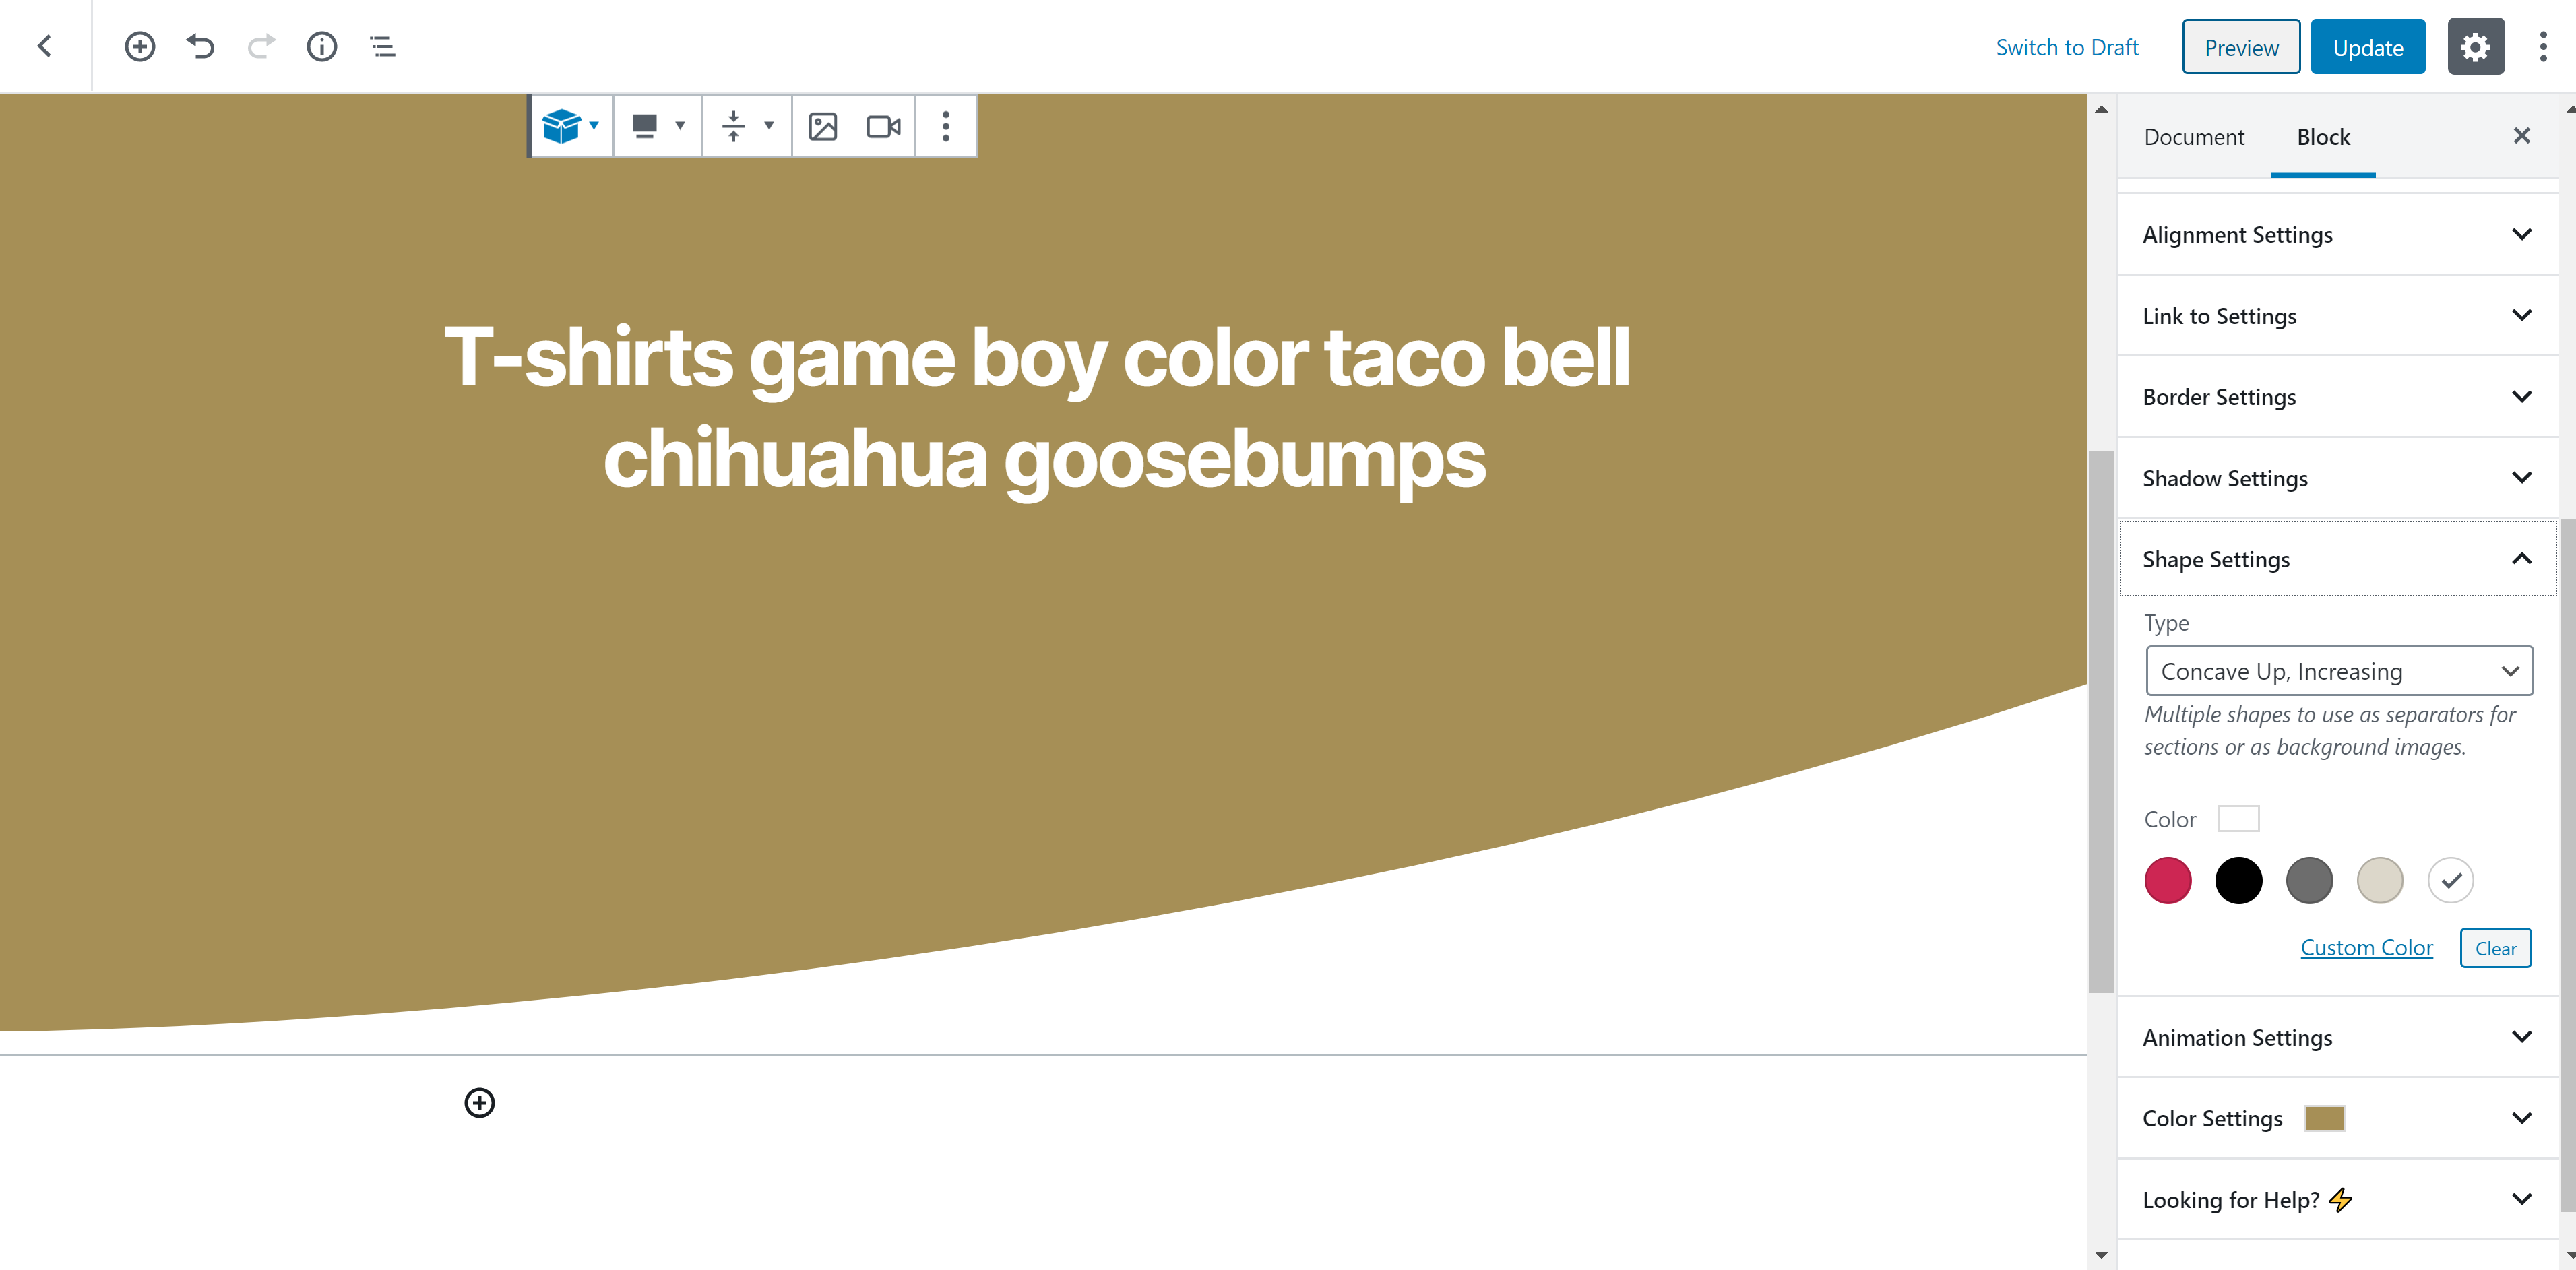 Switch to Draft
Preview
Update
Document
Block
T-shirts game boy color taco bell
chihuahua goosebumps
Alignment Settings
Link to Settings
Border Settings
Shadow Settings
Shape Settings
Type
Concave Up, Increasing
Multiple shapes to use as separators for
sections or as background images.
Color
Custom Color
Clear
Animation Settings
Color Settings
Looking for Help? ⚡